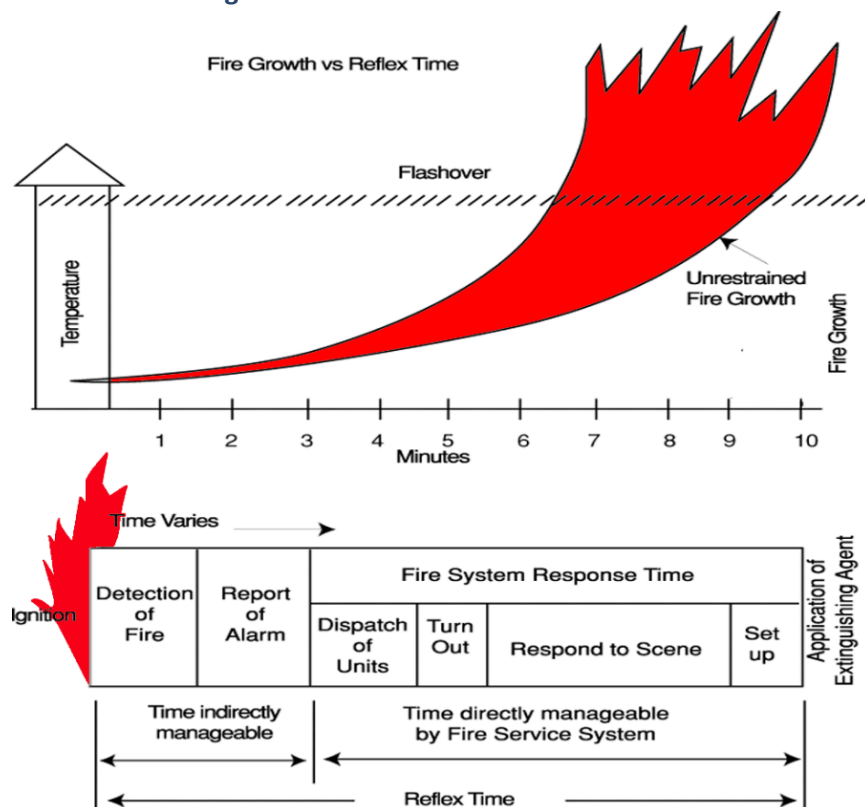 Fire Growth vs Reflex Time
Flashover
Temperature
Unrestrained
Fire Growth
Fire Growth
1 2 3 4 5 6 7 8 9 10
Minutes
Time Varies
Ignition
Detection
of
Fire
Report
of
Alarm
Fire System Response Time
Dispatch
of
Units
Turn
Out
Respond to Scene
Set
up
Application of
Extinguishing Agent
Time indirectly
manageable
Time directly manageable
by Fire Service System
Reflex Time